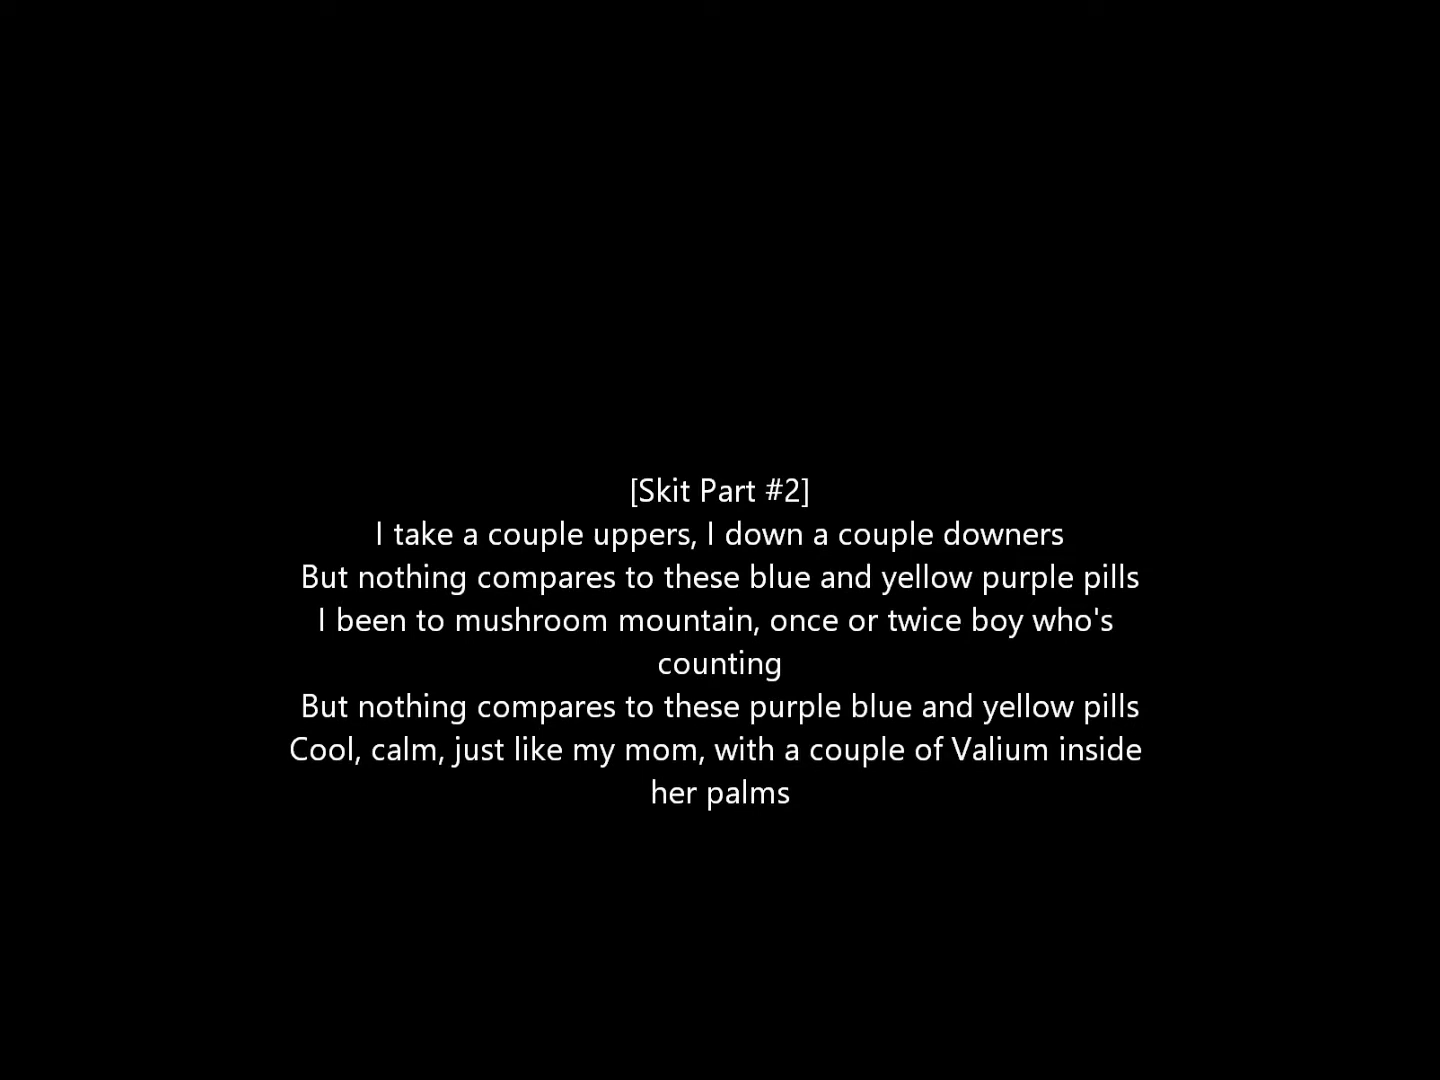 [Skit Part #2]
I take a couple uppers, I down a couple downers
But nothing compares to these blue and yellow purple pills
I been to mushroom mountain, once or twice boy who's
counting
But nothing compares to these purple blue and yellow pills
Cool, calm, just like my mom, with a couple of Valium inside
her palms